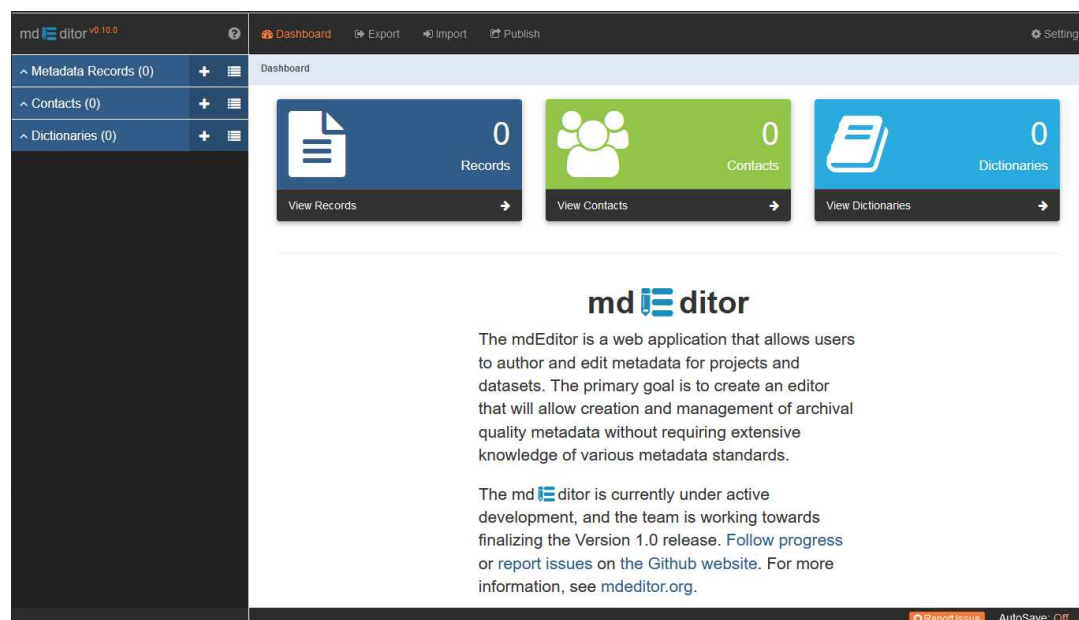 md ditor v0.10.0
Dashboard Export Import Publish Setting
Metadata Records (0)
Contacts (0)
Dictionaries (0)
Dashboard
0
Records
View Records
0
Contacts
View Contacts
0
Dictionaries
View Dictionaries
md Editor
The mdEditor is a web application that allows users
to author and edit metadata for projects and
datasets. The primary goal is to create an editor
that will allow creation and management of archival
quality metadata without requiring extensive
knowledge of various metadata standards.
The md Editor is currently under active
development, and the team is working towards
finalizing the Version 1.0 release. Follow progress
or report issues on the Github website. For more
information, see mdeditor.org.
Report Issue AutoSave: Off